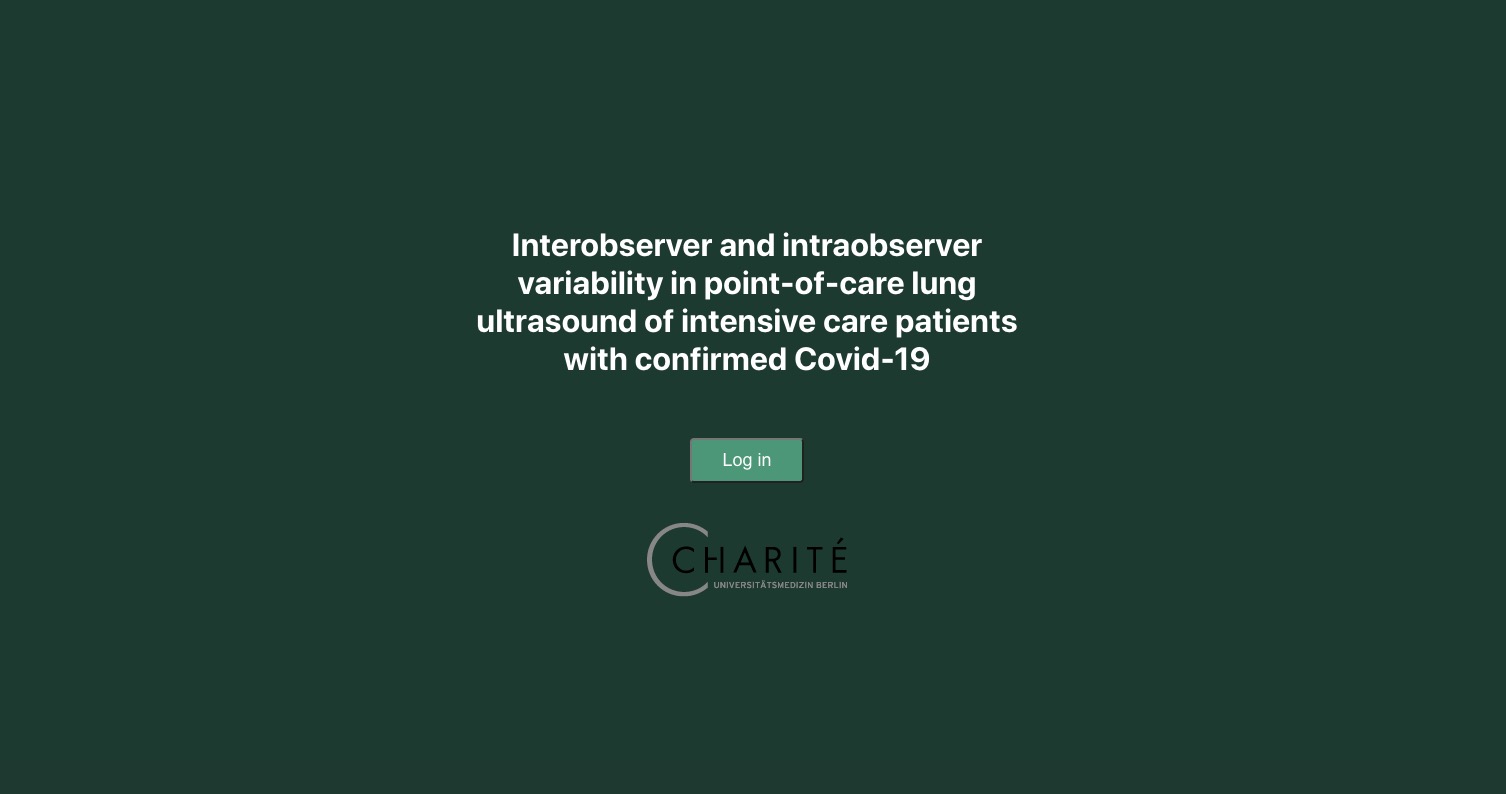 Interobserver and intraobserver
variability in point-of-care lung
ultrasound of intensive care patients
with confirmed Covid-19
Log in
CHARITÉ
UNIVERSITÄTSMEDIZIN BERLIN